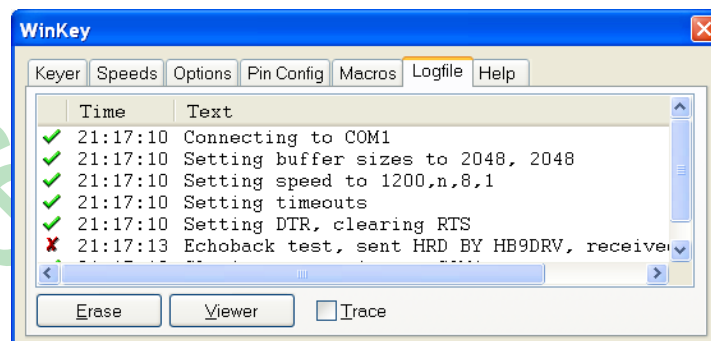 WinKey
Keyer Speeds Options Pin Config Macros Logfile Help
Time Text
21:17:10 Connecting to COM1
21:17:10 Setting buffer sizes to 2048, 2048
21:17:10 Setting speed to 1200,n,8,1
21:17:10 Setting timeouts
21:17:10 Setting DTR, clearing RTS
21:17:13 Echoback test, sent HRD BY HB9DRV, received
Erase Viewer Trace